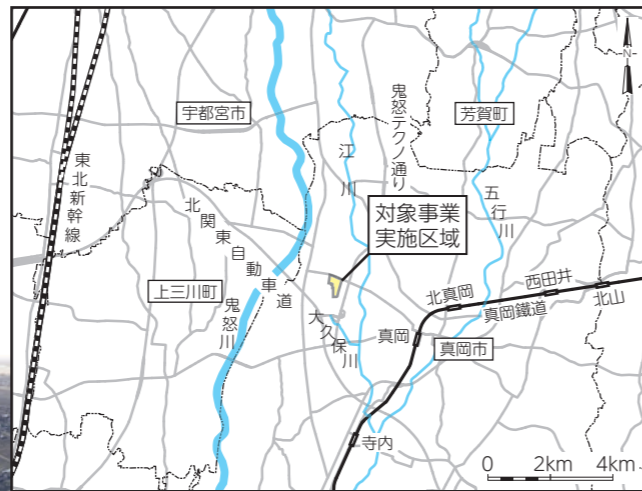 N
宇都宮市
芳賀町
鬼怒テクノ通り
江川
東北新幹線
五行川
対象事業
実施区域
北関東自動車道
上三川町
鬼怒川
大久保川
北真岡
西田井
北山
真岡鐵道
真岡
真岡市
寺内
0 2km 4km